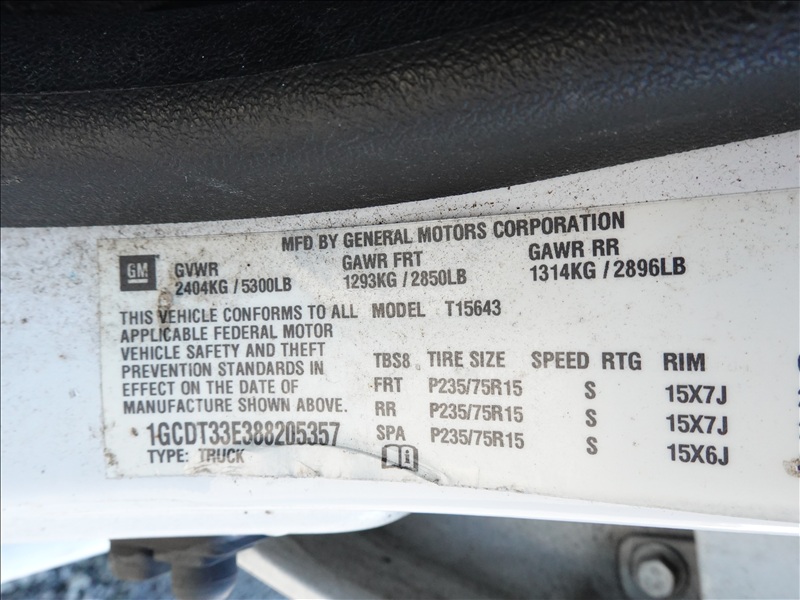 MFD BY GENERAL MOTORS CORPORATION
GM
GVWR GAWR FRT GAWR RR
2404KG / 5300LB 1293KG / 2850LB 1314KG / 2896LB
THIS VEHICLE CONFORMS TO ALL MODEL T15643
APPLICABLE FEDERAL MOTOR
VEHICLE SAFETY AND THEFT
PREVENTION STANDARDS IN
EFFECT ON THE DATE OF
MANUFACTURE SHOWN ABOVE.
1GCDT33E388205357
TYPE: TRUCK
TBS8 TIRE SIZE SPEED RTG RIM
FRT P235/75R15 S 15X7J
RR P235/75R15 S 15X7J
SPA P235/75R15 S 15X6J